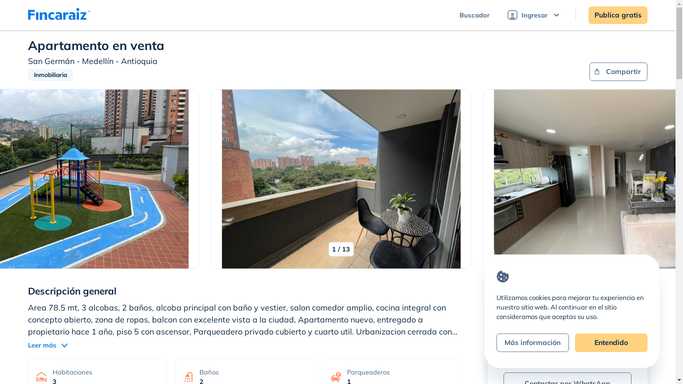 Fincaraiz
Buscador
Ingresar
Publica gratis
Apartamento en venta
San Germán - Medellín - Antioquia
Inmobiliaria
Compartir
1 / 13
Descripción general
Area 78.5 mt, 3 alcobas, 2 baños, alcoba principal con baño y vestier, salon comedor amplio, cocina integral con
concepto abierto, zona de ropas, balcon con excelente vista a la ciudad. Apartamento nuevo, entregado a
propietario hace 1 año, piso 5 con ascensor, Parqueadero privado cubierto y cuarto util. Urbanizacion cerrada con...
Leer más
Habitaciones
3
Baños
2
Parqueaderos
1
Utilizamos cookies para mejorar tu experiencia en
nuestro sitio web. Al continuar en el sitio
consideramos que aceptas su uso.
Más información
Entendido
Contactar por WhatsApp